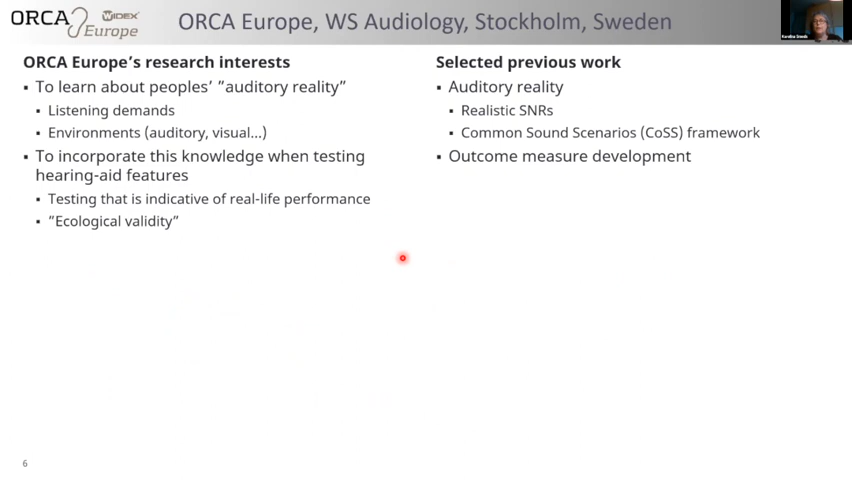 ORCA Europe
WIDEX
ORCA Europe, WS Audiology, Stockholm, Sweden
ORCA Europe’s research interests
▪ To learn about peoples’ “auditory reality”
▪ Listening demands
▪ Environments (auditory, visual...)
▪ To incorporate this knowledge when testing
hearing-aid features
▪ Testing that is indicative of real-life performance
▪ ”Ecological validity”
Selected previous work
▪ Auditory reality
▪ Realistic SNRs
▪ Common Sound Scenarios (CoSS) framework
▪ Outcome measure development
6